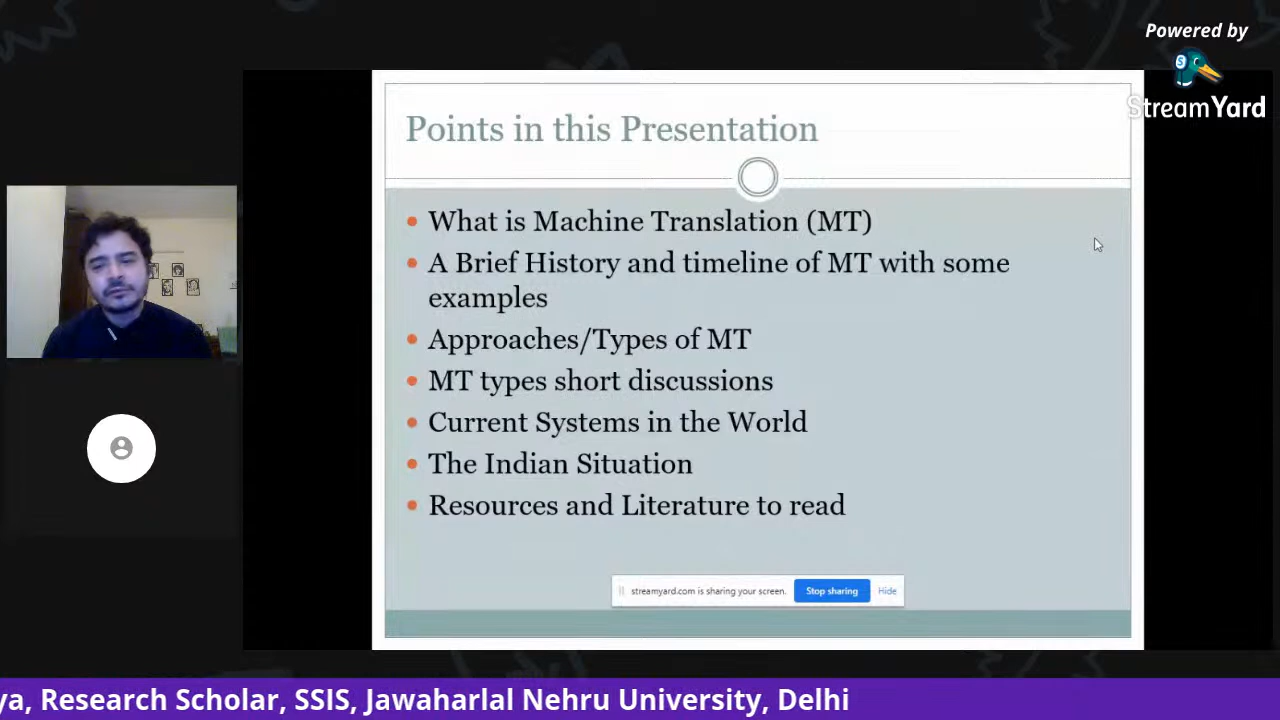 Powered by
StreamYard
Points in this Presentation
• What is Machine Translation (MT)
• A Brief History and timeline of MT with some
examples
• Approaches/Types of MT
• MT types short discussions
• Current Systems in the World
• The Indian Situation
• Resources and Literature to read
streamyard.com is sharing your screen. Stop sharing Hide
ya, Research Scholar, SSIS, Jawaharlal Nehru University, Delhi